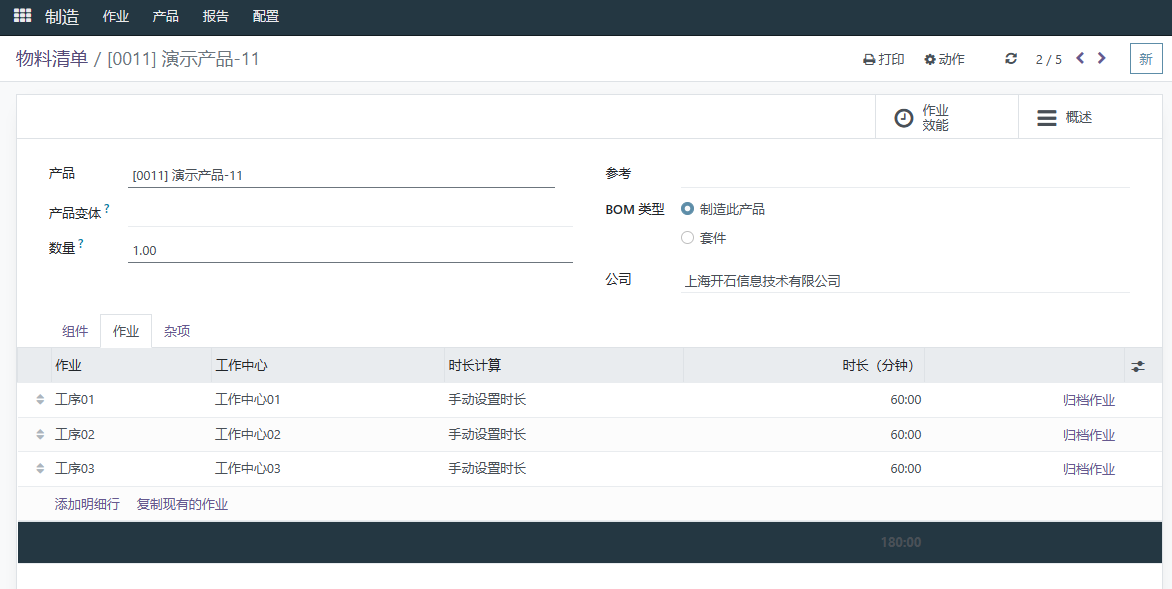 制造 作业 产品 报告 配置
物料清单 / [0011] 演示产品-11 打印 动作 2 / 5 新
作业 效能 概述
产品 [0011] 演示产品-11
产品变体?
数量? 1.00
参考
BOM 类型 制造此产品
套件
公司 上海开石信息技术有限公司
组件 作业 杂项
作业 工作中心 时长计算 时长（分钟）
工序01 工作中心01 手动设置时长 60:00 归档作业
工序02 工作中心02 手动设置时长 60:00 归档作业
工序03 工作中心03 手动设置时长 60:00 归档作业
添加明细行 复制现有的作业
180:00